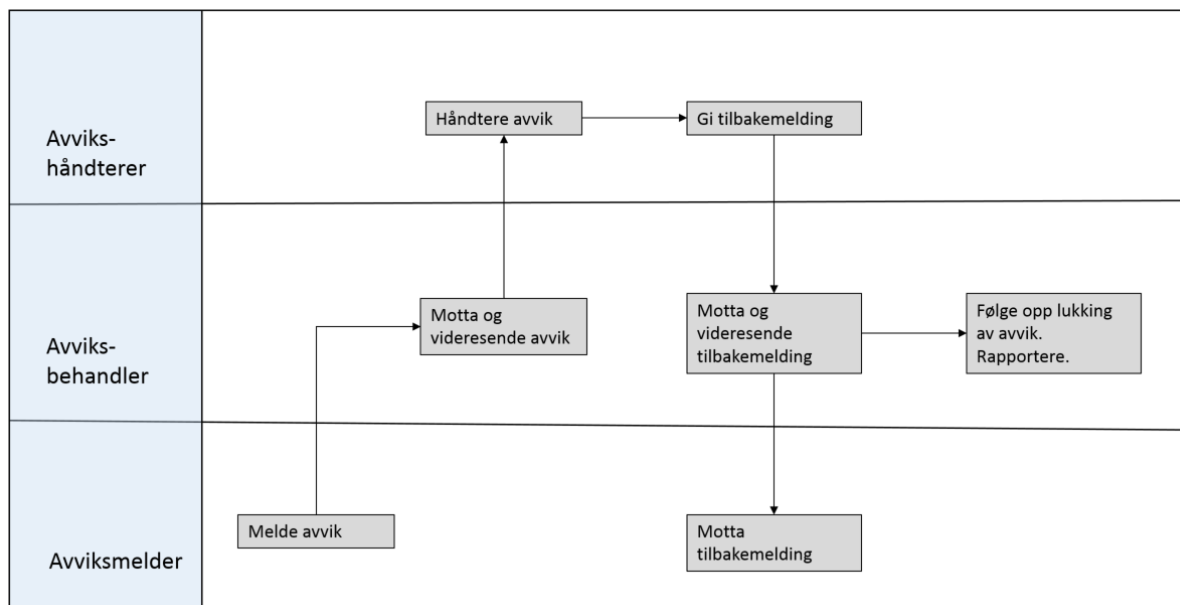 Avviks-
håndterer
Håndtere avvik
Gi tilbakemelding
Avviks-
behandler
Motta og
videresende avvik
Motta og
videresende
tilbakemelding
Følge opp lukking
av avvik.
Rapportere.
Avviksmelder
Melde avvik
Motta
tilbakemelding